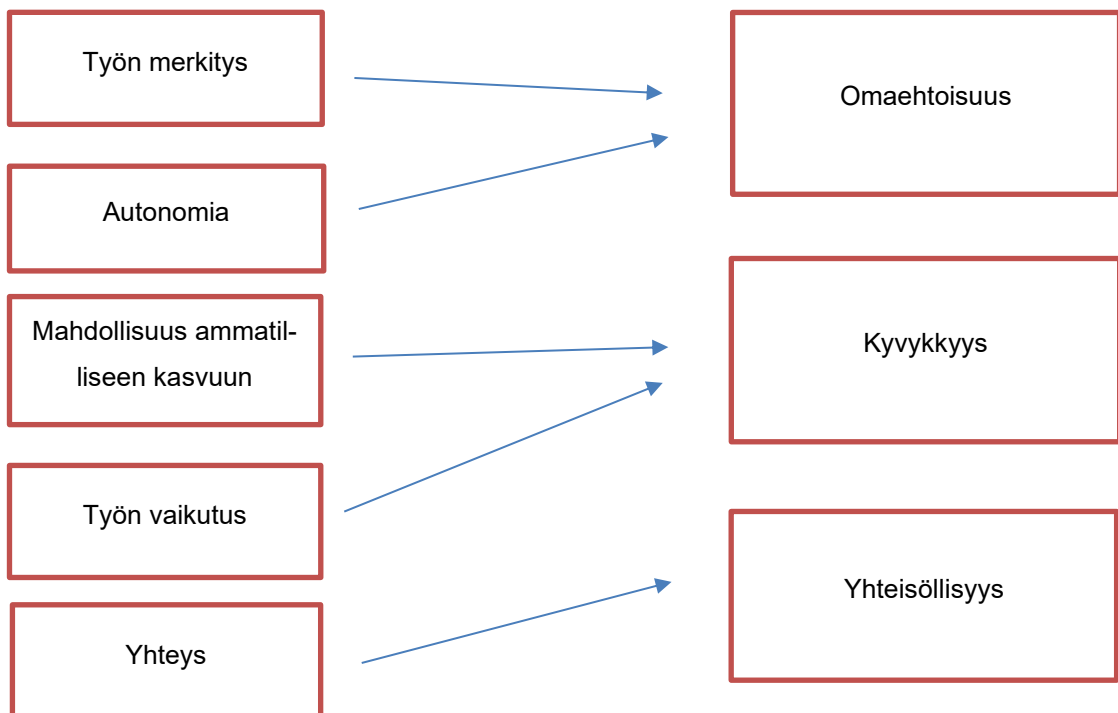 Työn merkitys
Omaehtoisuus
Autonomia
Mahdollisuus ammatil-
liseen kasvuun
Kyvykkyys
Työn vaikutus
Yhteisöllisyys
Yhteys